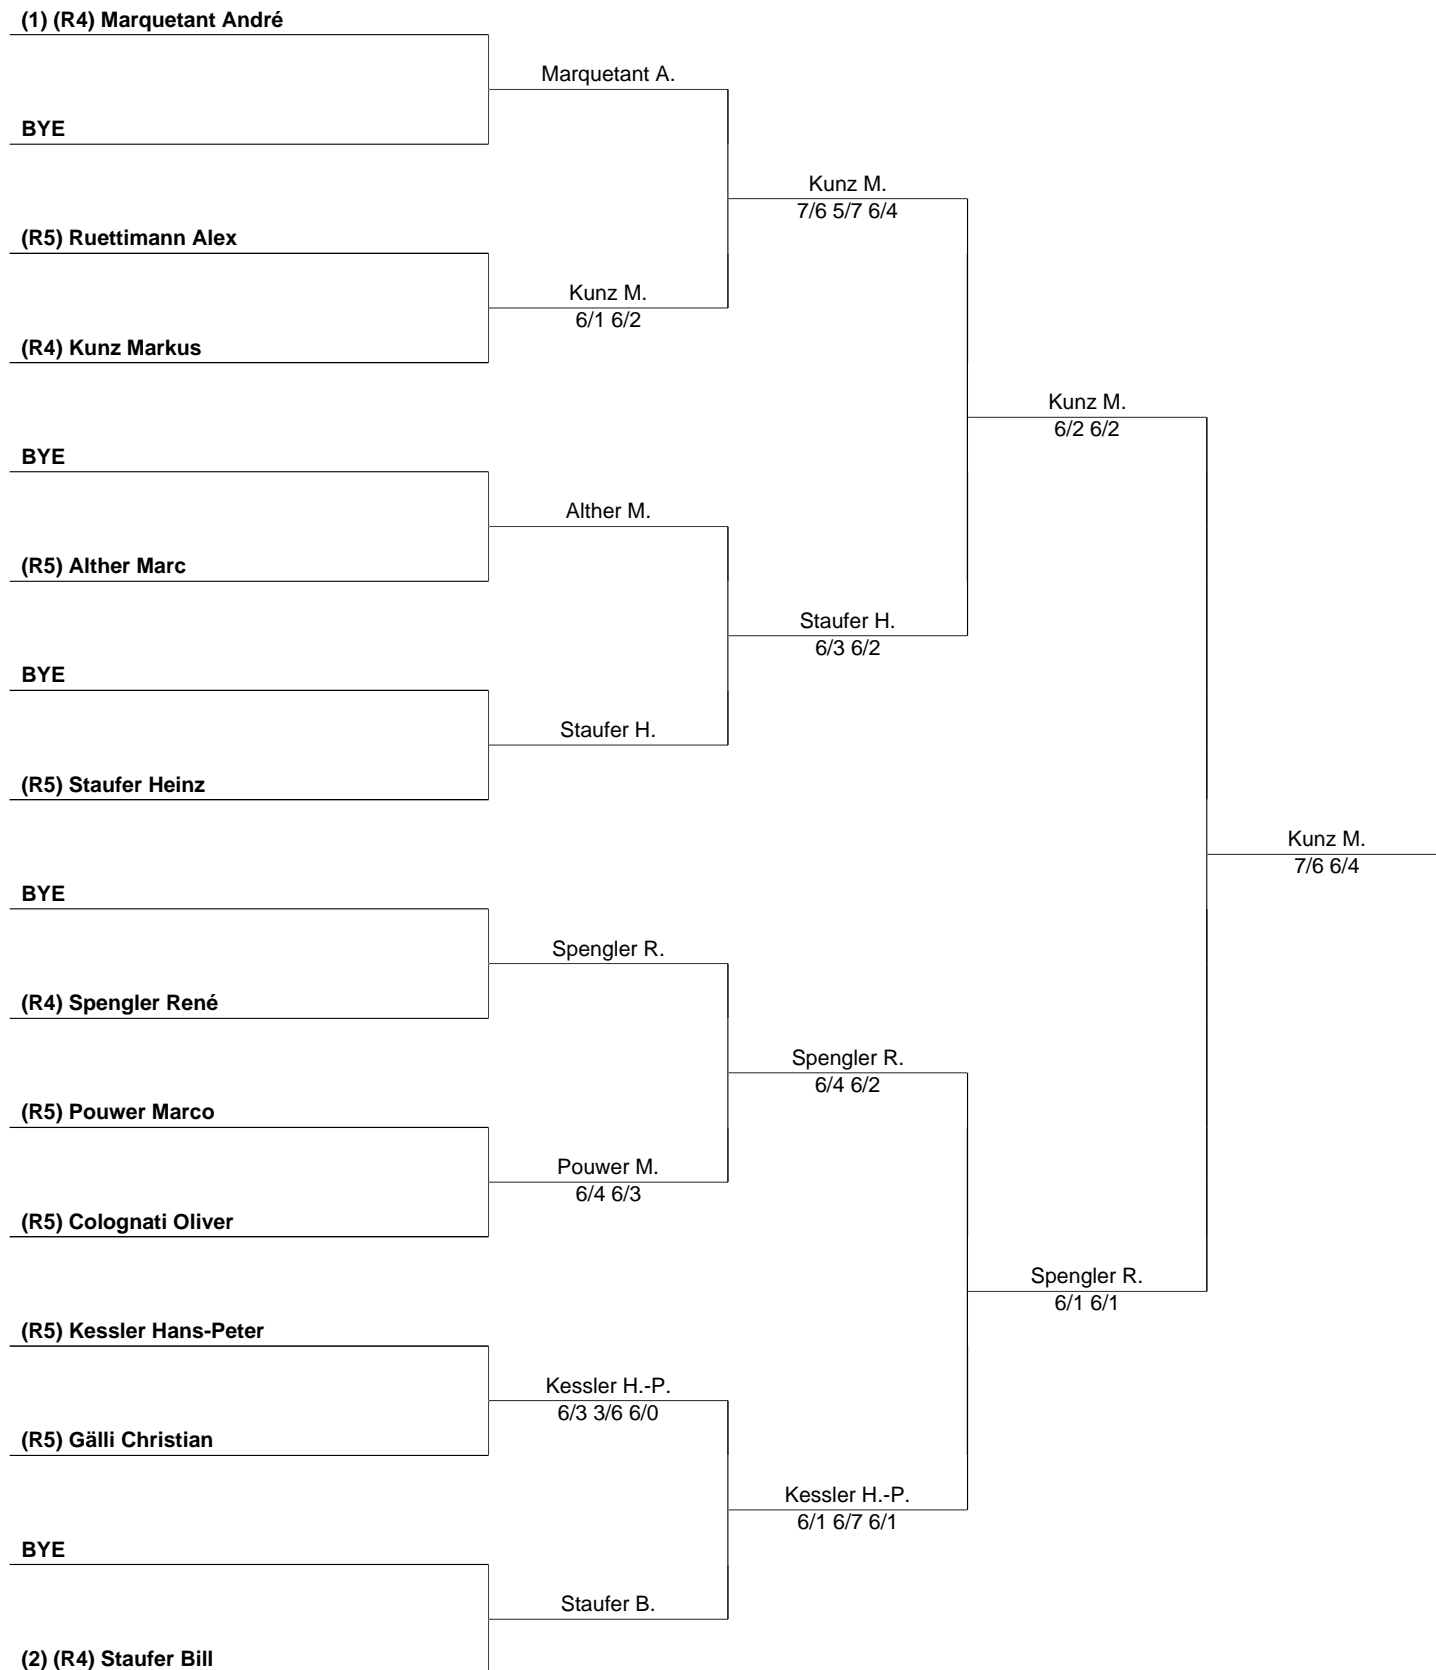 (1) (R4) Marquetant André
Marquetant A.
BYE
Kunz M.
7/6 5/7 6/4
(R5) Ruettimann Alex
Kunz M.
6/1 6/2
(R4) Kunz Markus
Kunz M.
6/2 6/2
BYE
Alther M.
(R5) Alther Marc
Staufer H.
6/3 6/2
BYE
Staufer H.
(R5) Staufer Heinz
Kunz M.
7/6 6/4
BYE
Spengler R.
(R4) Spengler René
Spengler R.
6/4 6/2
(R5) Pouwer Marco
Pouwer M.
6/4 6/3
(R5) Colognati Oliver
Spengler R.
6/1 6/1
(R5) Kessler Hans-Peter
Kessler H.-P.
6/3 3/6 6/0
(R5) Gälli Christian
Kessler H.-P.
6/1 6/7 6/1
BYE
Staufer B.
(2) (R4) Staufer Bill